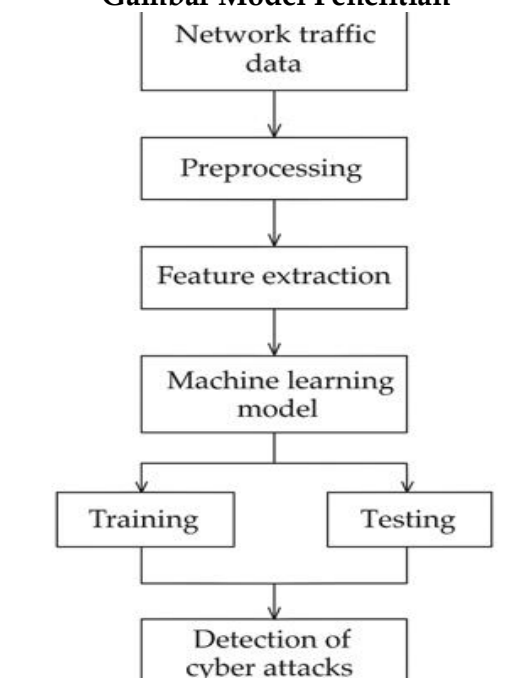 Gambar Model Penelitian
Network traffic
data
Preprocessing
Feature extraction
Machine learning
model
Training
Testing
Detection of
cyber attacks